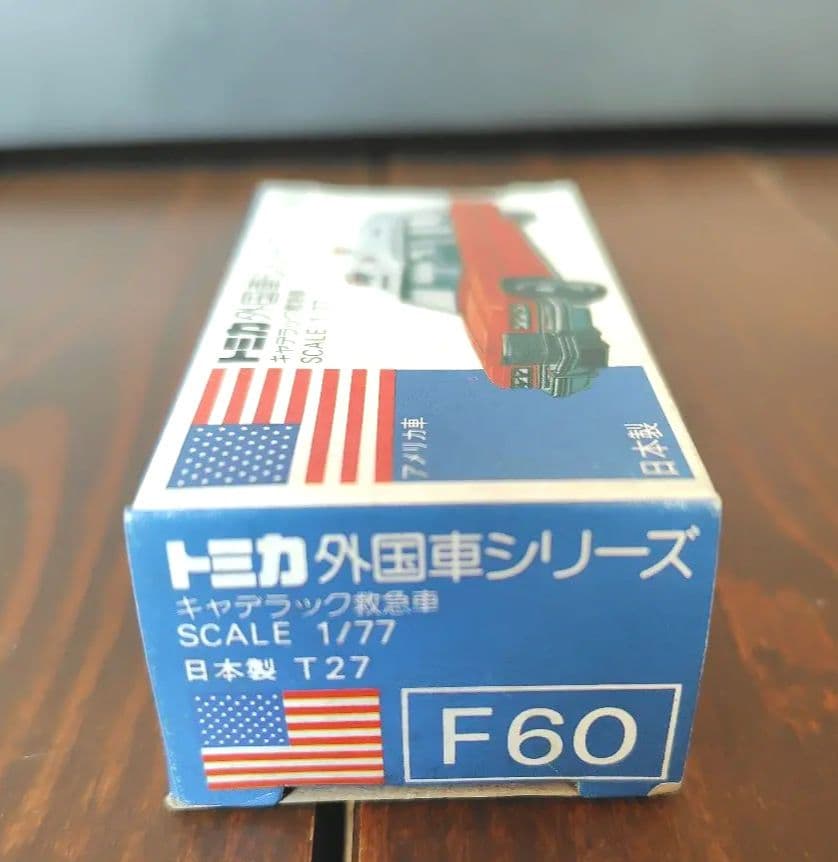 トミカ外国車シリーズ
キャデラック救急車
SCALE 1/77
アメリカ車
日本製
トミカ外国車シリーズ
キャデラック救急車
SCALE 1/77
日本製 T27
F60